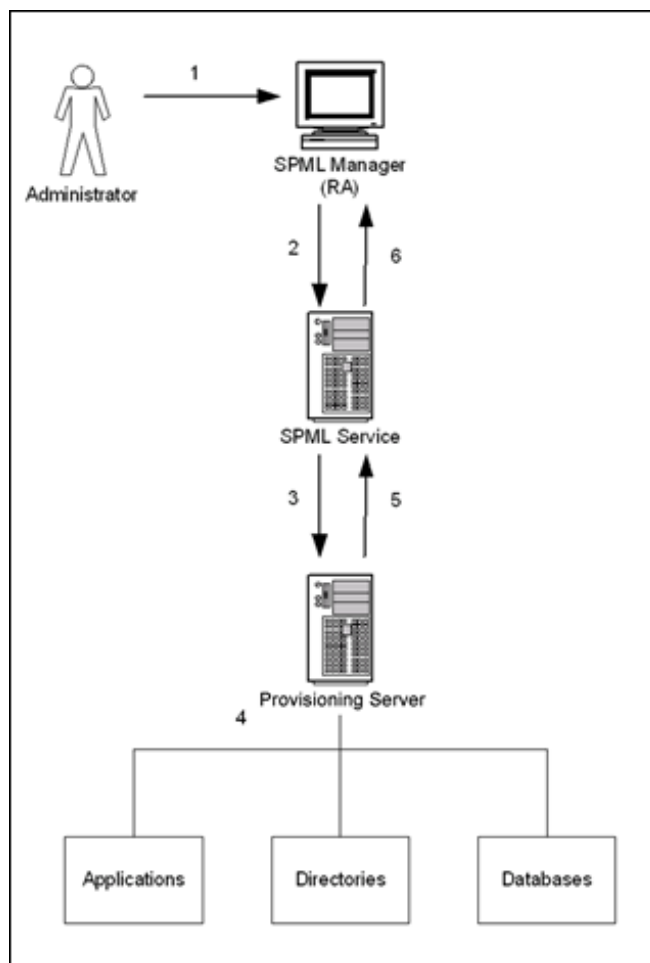 1
Administrator
SPML Manager
(RA)
2
6
SPML Service
3
5
Provisioning Server
4
Applications
Directories
Databases